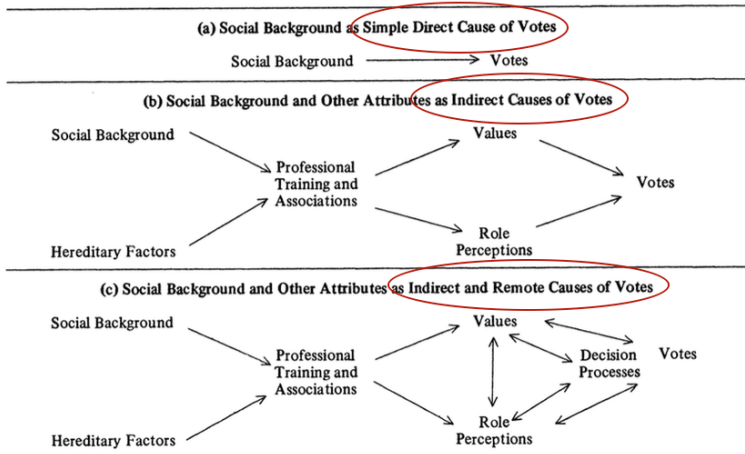 (a) Social Background as Simple Direct Cause of Votes
Social Background Votes
(b) Social Background and Other Attributes as Indirect Causes of Votes
Social Background
Values
Professional
Training and
Associations
Votes
Role
Perceptions
Hereditary Factors
(c) Social Background and Other Attributes as Indirect and Remote Causes of Votes
Social Background
Values
Professional
Training and
Associations
Decision
Processes
Votes
Role
Perceptions
Hereditary Factors